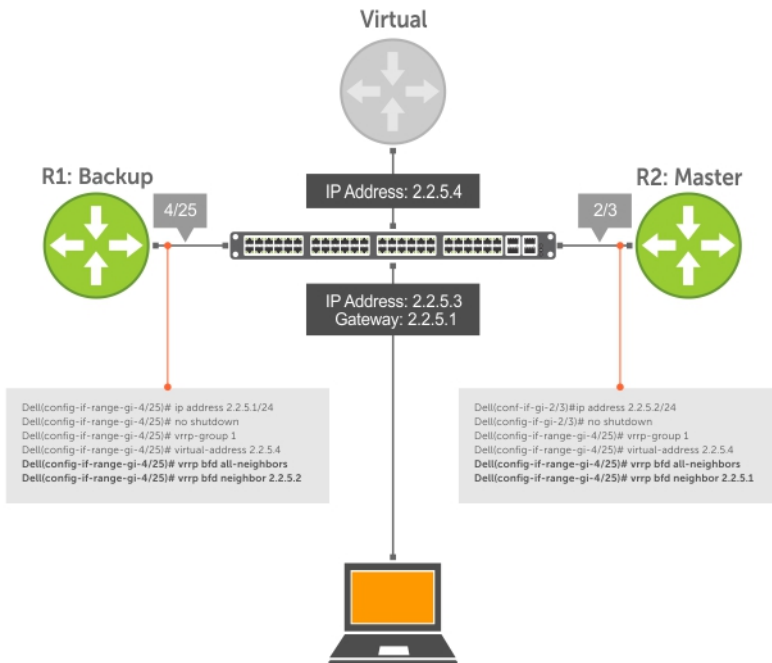 Virtual
IP Address: 2.2.5.4
R1: Backup
4/25
R2: Master
2/3
IP Address: 2.2.5.3
Gateway: 2.2.5.1
Dell(config-if-range-gi-4/25)# ip address 2.2.5.1/24
Dell(config-if-range-gi-4/25)# no shutdown
Dell(config-if-range-gi-4/25)# vrrp-group 1
Dell(config-if-range-gi-4/25)# virtual-address 2.2.5.4
Dell(config-if-range-gi-4/25)# vrrp bfd all-neighbors
Dell(config-if-range-gi-4/25)# vrrp bfd neighbor 2.2.5.2
Dell(conf-if-gi-2/3)#ip address 2.2.5.2/24
Dell(config-if-gi-2/3)# no shutdown
Dell(config-if-range-gi-4/25)# vrrp-group 1
Dell(config-if-range-gi-4/25)# virtual-address 2.2.5.4
Dell(config-if-range-gi-4/25)# vrrp bfd all-neighbors
Dell(config-if-range-gi-4/25)# vrrp bfd neighbor 2.2.5.1